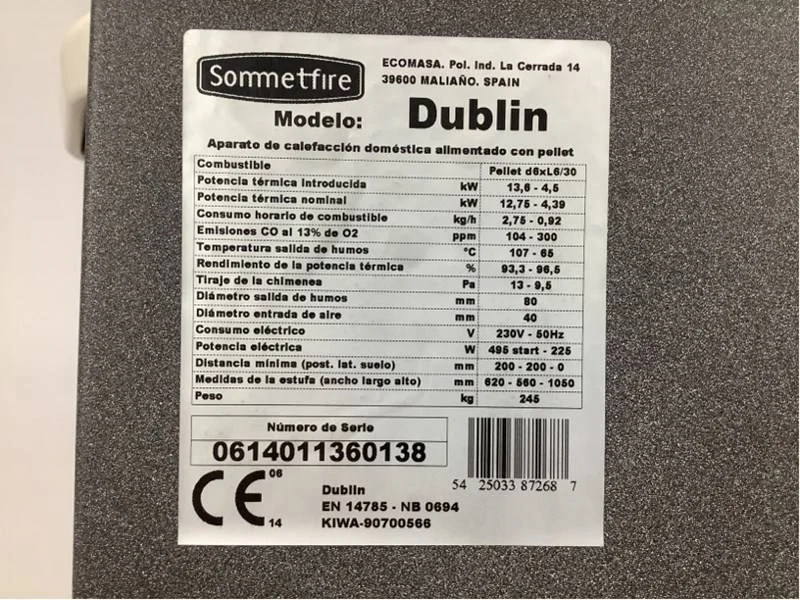 Sommetfire
ECOMASA. Pol. Ind. La Cerrada 14
39600 MALIAÑO. SPAIN
Modelo: Dublin
Aparato de calefacción doméstica alimentado con pellet
Combustible Pellet d6xL6/30
Potencia térmica introducida kW 13,6 - 4,5
Potencia térmica nominal kW 12,75 - 4,39
Consumo horario de combustible kg/h 2,75 - 0,92
Emisiones CO al 13% de O2 ppm 104 - 300
Temperatura salida de humos °C 107 - 65
Rendimiento de la potencia térmica % 93,3 - 96,5
Tiraje de la chimenea Pa 13 - 9,5
Diámetro salida de humos mm 80
Diámetro entrada de aire mm 40
Consumo eléctrico V 230V - 50Hz
Potencia eléctrica W 495 start - 225
Distancia mínima (post. lat. suelo) mm 200 - 200 - 0
Medidas de la estufa (ancho largo alto) mm 620 - 560 - 1050
Peso kg 245
Número de Serie
0614011360138
54 25033 87268 7
CE 06 14
Dublin
EN 14785 - NB 0694
KIWA-90700566